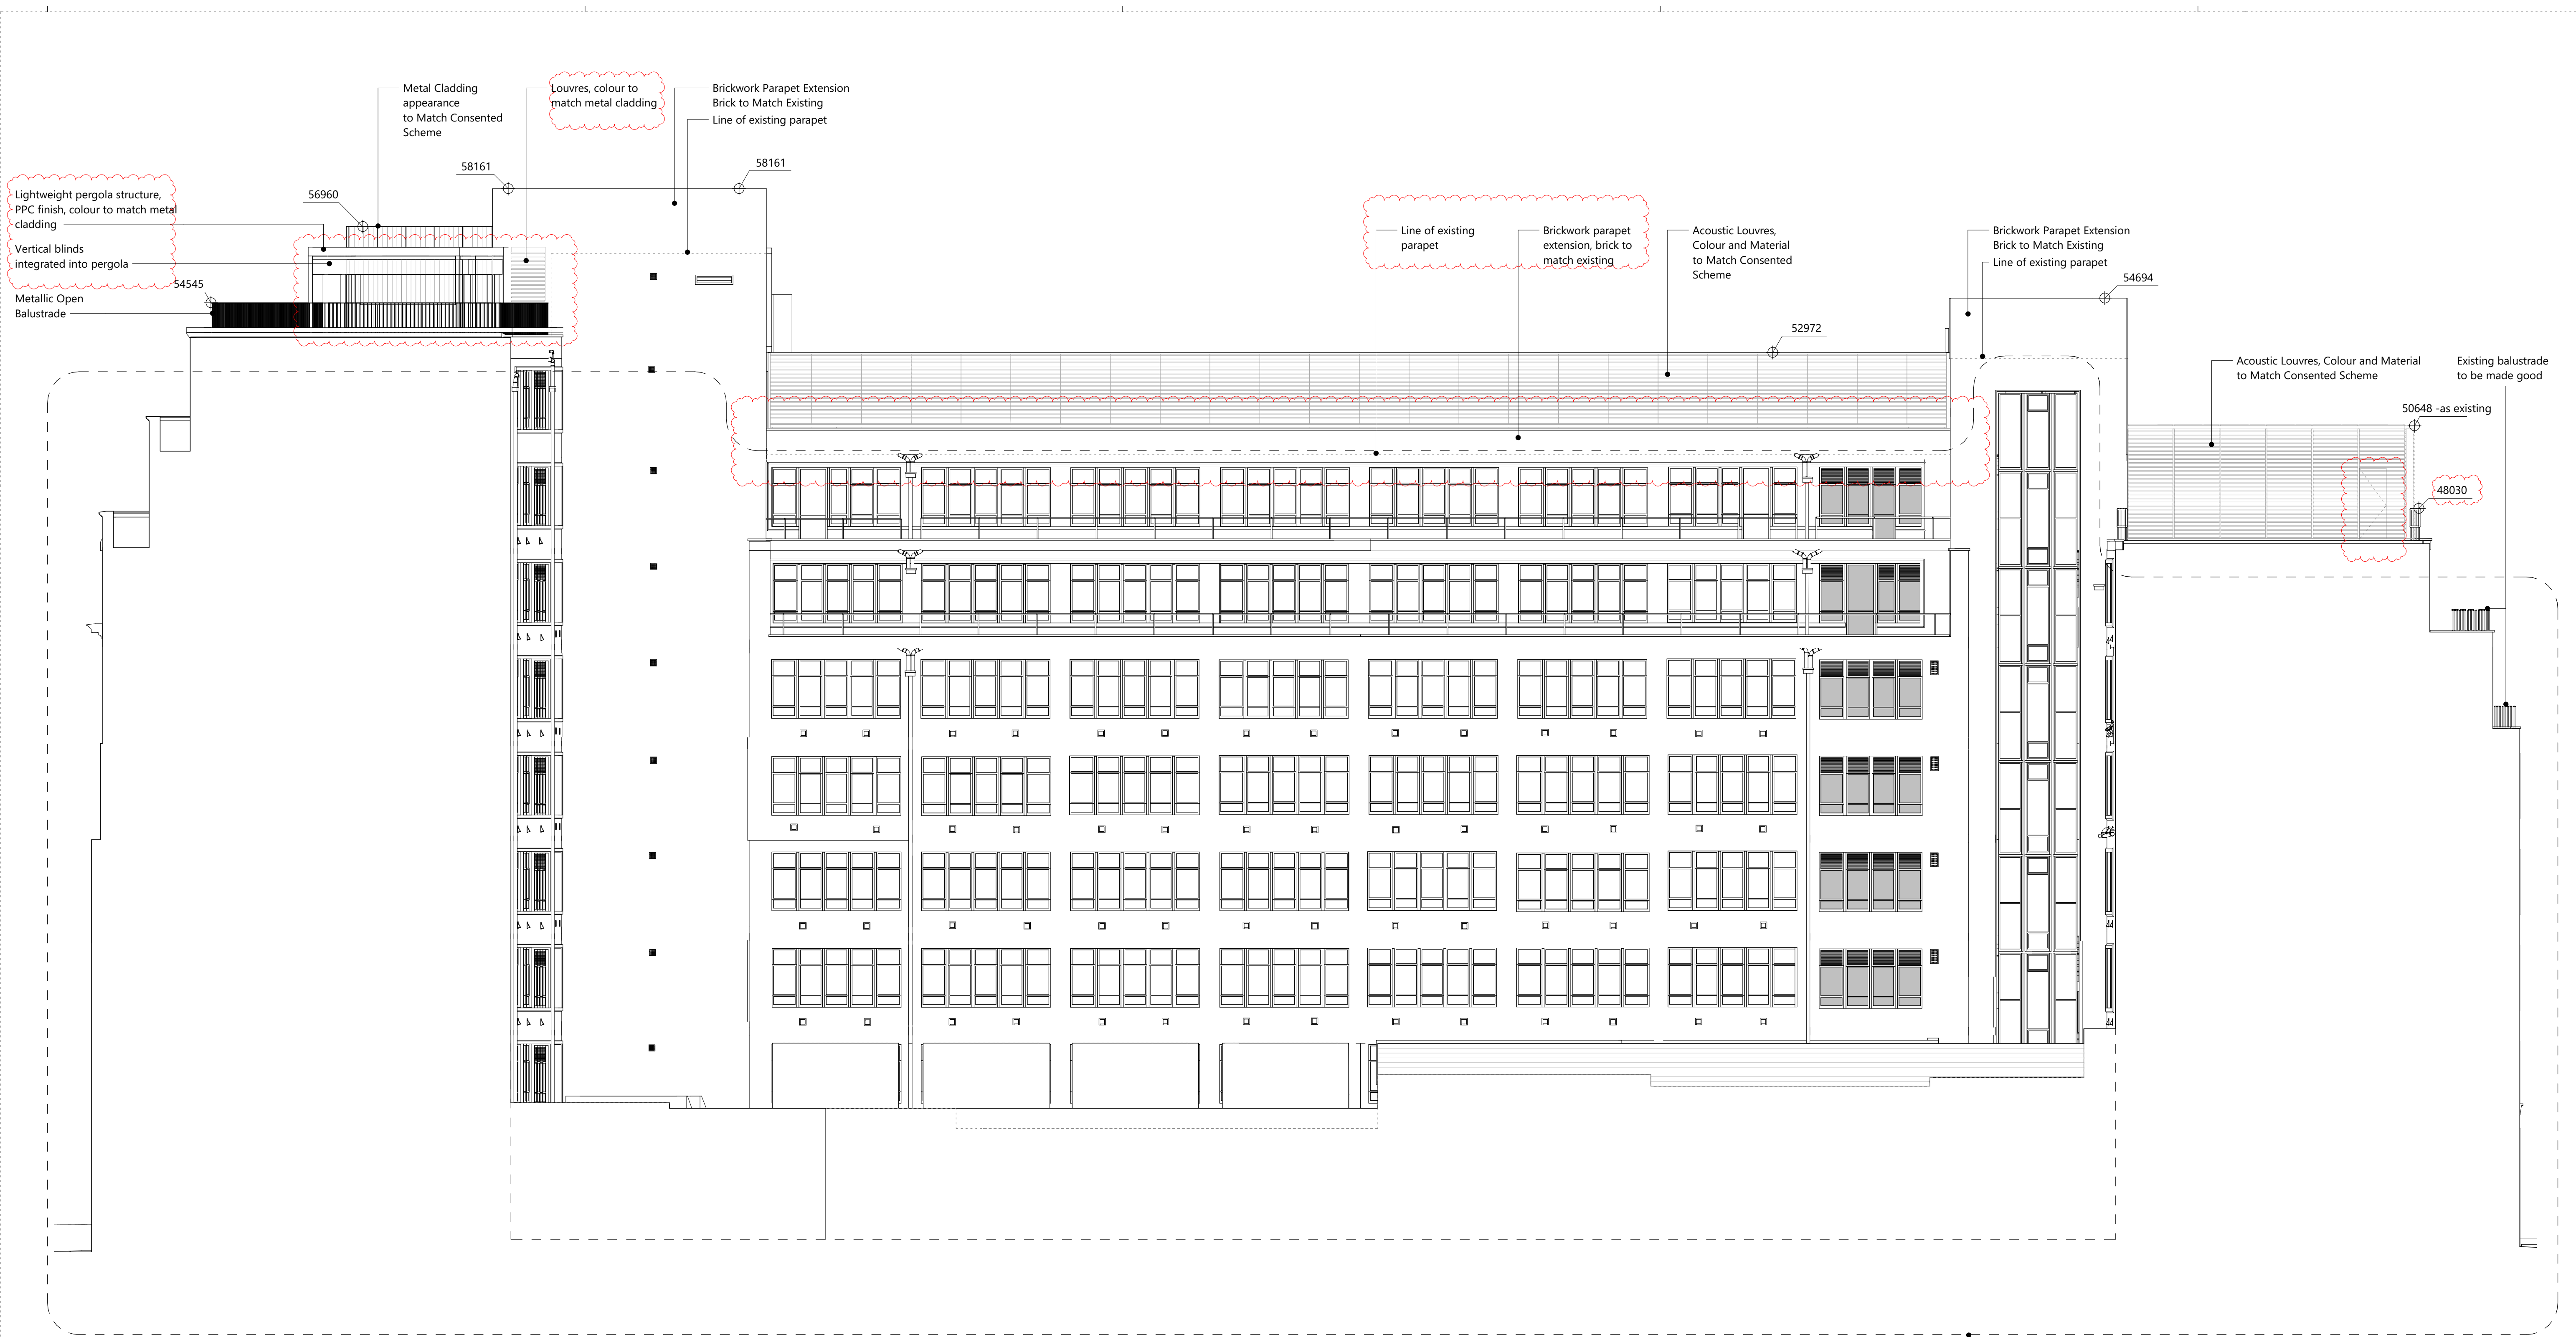 Metal Cladding
appearance
to Match Consented
Scheme
Louvres, colour to
match metal cladding
Brickwork Parapet Extension
Brick to Match Existing
Line of existing parapet
58161
58161
56960
Lightweight pergola structure,
PPC finish, colour to match metal
cladding
Vertical blinds
integrated into pergola
54545
Metallic Open
Balustrade
Line of existing
parapet
Brickwork parapet
extension, brick to
match existing
Acoustic Louvres,
Colour and Material
to Match Consented
Scheme
52972
Brickwork Parapet Extension
Brick to Match Existing
Line of existing parapet
54694
Acoustic Louvres, Colour and Material
to Match Consented Scheme
Existing balustrade
to be made good
50648 -as existing
48030